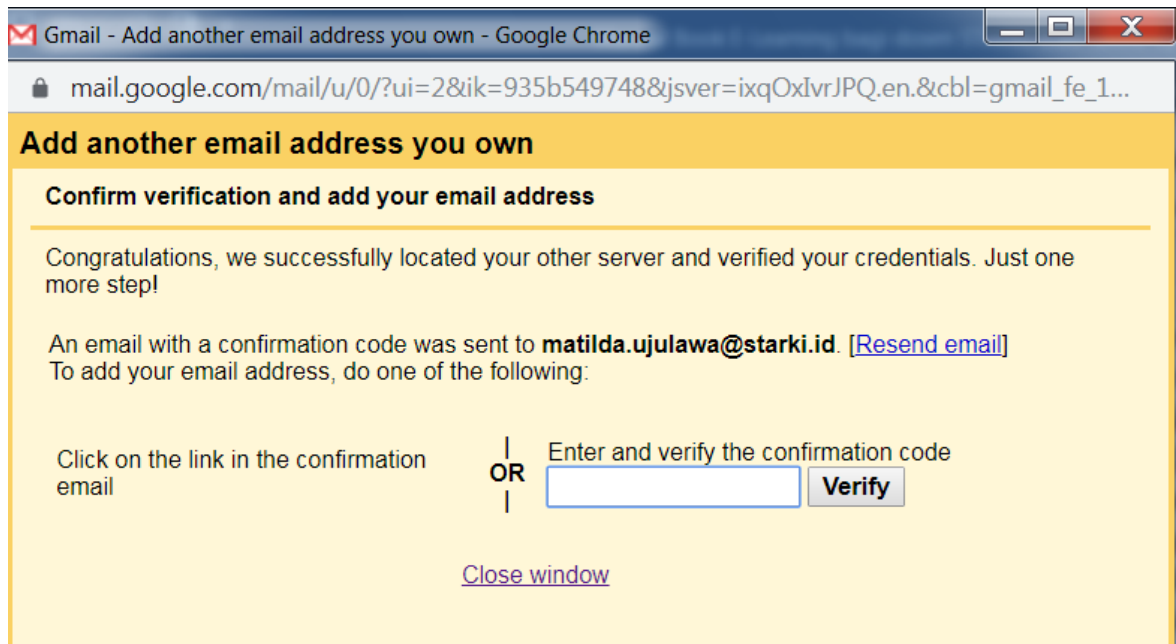 Gmail - Add another email address you own - Google Chrome
mail.google.com/mail/u/0/?ui=2&ik=935b549748&jsver=ixqOxIvrJPQ.en.&cbl=gmail_fe_1...
Add another email address you own
Confirm verification and add your email address
Congratulations, we successfully located your other server and verified your credentials. Just one
more step!
An email with a confirmation code was sent to matilda.ujulawa@starki.id. [Resend email]
To add your email address, do one of the following:
Click on the link in the confirmation
email
|
OR
|
Enter and verify the confirmation code
Verify
Close window